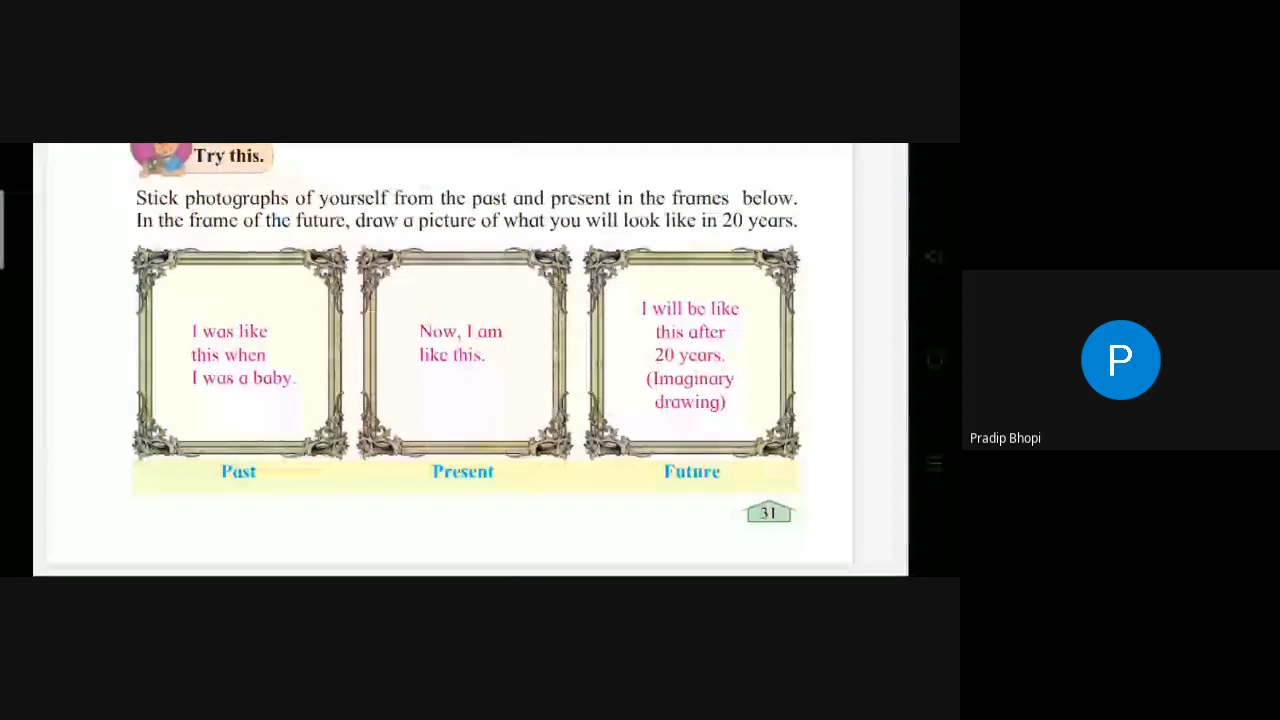 Try this.
Stick photographs of yourself from the past and present in the frames below.
In the frame of the future, draw a picture of what you will look like in 20 years.
I was like
this when
I was a baby.
Now, I am
like this.
I will be like
this after
20 years.
(Imaginary
drawing)
Past
Present
Future
31
P
Pradip Bhopi